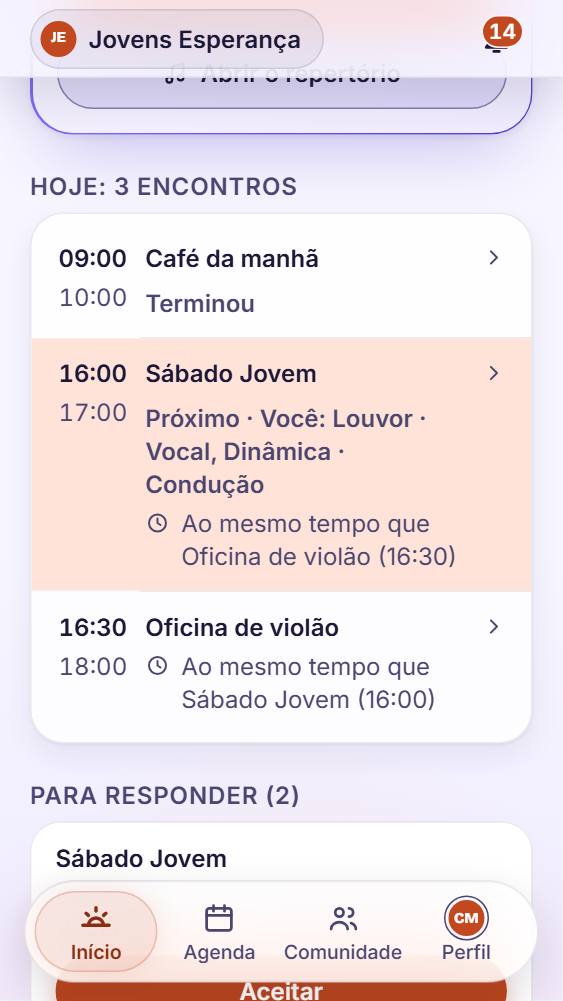 JE Jovens Esperança 14
Abrir o repertório
HOJE: 3 ENCONTROS
09:00 Café da manhã
10:00 Terminou
16:00 Sábado Jovem
17:00 Próximo · Você: Louvor ·
Vocal, Dinâmica ·
Condução
Ao mesmo tempo que
Oficina de violão (16:30)
16:30 Oficina de violão
18:00 Ao mesmo tempo que
Sábado Jovem (16:00)
PARA RESPONDER (2)
Sábado Jovem
CM
Início Agenda Comunidade Perfil
Aceitar